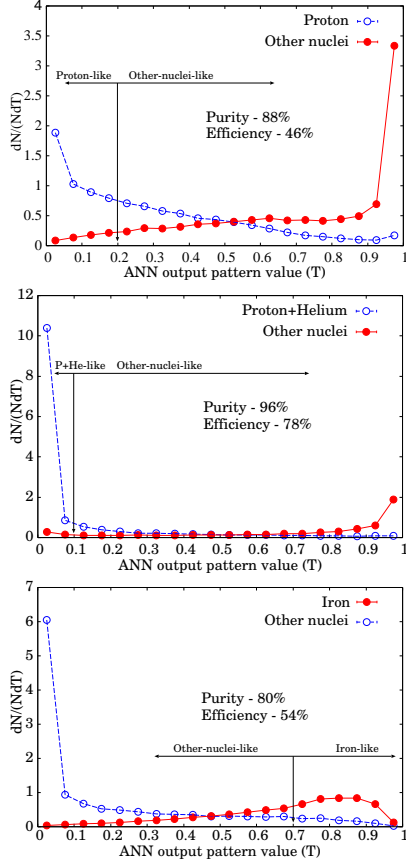 4
3.5
3
2.5
2
1.5
1
0.5
0
dN/(NdT)
Proton
Other nuclei
Proton-like
Other-nuclei-like
Purity - 88%
Efficiency - 46%
0 0.1 0.2 0.3 0.4 0.5 0.6 0.7 0.8 0.9 1
ANN output pattern value (T)
12
10
8
6
4
2
0
dN/(NdT)
Proton+Helium
Other nuclei
P+He-like
Other-nuclei-like
Purity - 96%
Efficiency - 78%
0 0.1 0.2 0.3 0.4 0.5 0.6 0.7 0.8 0.9 1
ANN output pattern value (T)
7
6
5
4
3
2
1
0
dN/(NdT)
Iron
Other nuclei
Purity - 80%
Efficiency - 54%
Other-nuclei-like
Iron-like
0 0.1 0.2 0.3 0.4 0.5 0.6 0.7 0.8 0.9 1
ANN output pattern value (T)